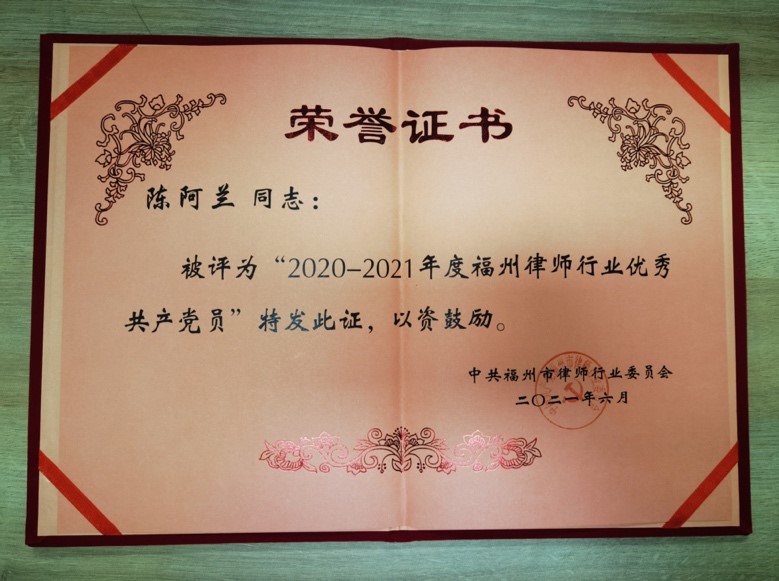 荣誉证书
陈阿兰 同志：
被评为“2020-2021年度福州律师行业优秀
共产党员”特发此证，以资鼓励。
中共福州市律师行业委员会
二〇二一年六月